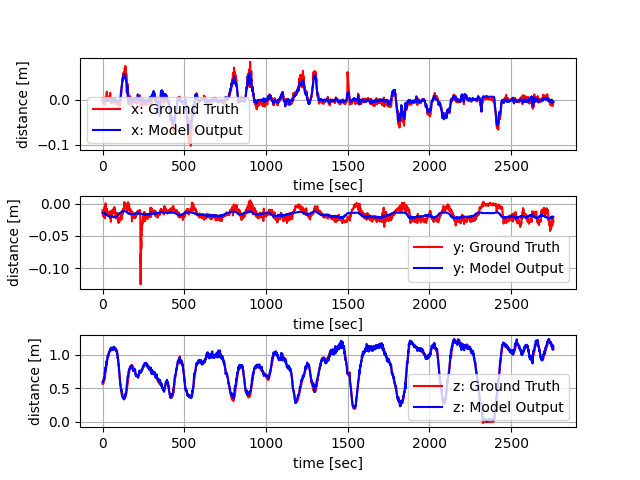 distance [m]
0.0
−0.1
x: Ground Truth
x: Model Output
0 500 1000 1500 2000 2500
time [sec]
distance [m]
0.00
−0.05
−0.10
y: Ground Truth
y: Model Output
0 500 1000 1500 2000 2500
time [sec]
distance [m]
1.0
0.5
0.0
z: Ground Truth
z: Model Output
0 500 1000 1500 2000 2500
time [sec]